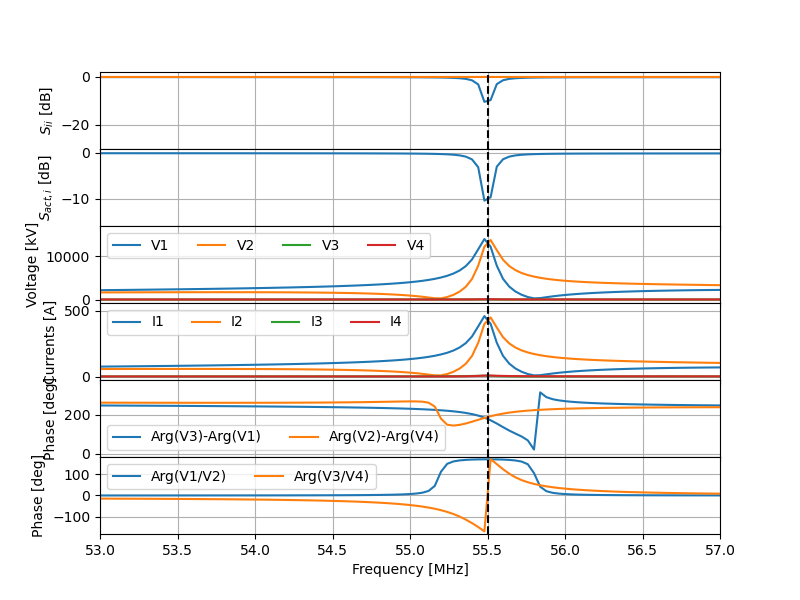 0
−20
S_ii [dB]
0
−10
S_act,i [dB]
V1 V2 V3 V4
10000
0
Voltage [kV]
500
I1 I2 I3 I4
0
Currents [A]
200
Arg(V3)-Arg(V1) Arg(V2)-Arg(V4)
0
Phase [deg]
Arg(V1/V2) Arg(V3/V4)
100
0
−100
Phase [deg]
53.0 53.5 54.0 54.5 55.0 55.5 56.0 56.5 57.0
Frequency [MHz]